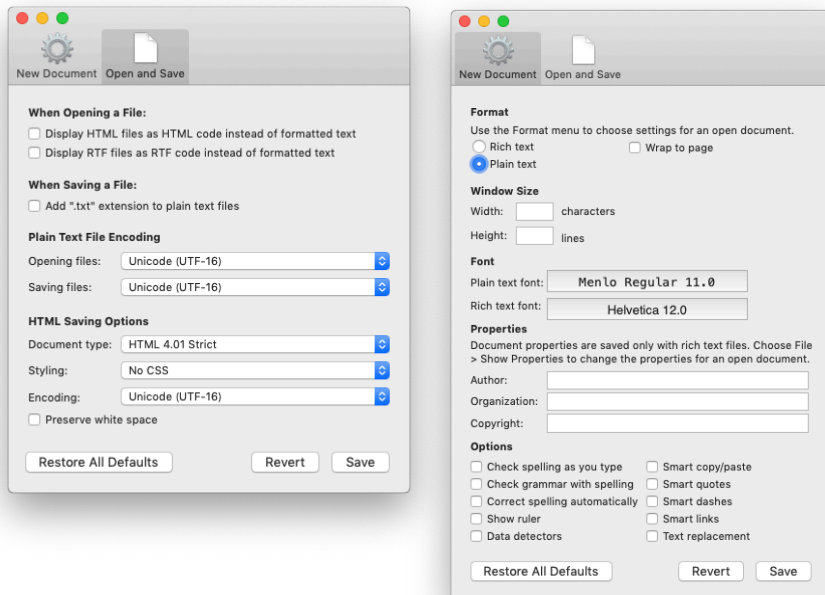 New Document Open and Save
When Opening a File:
Display HTML files as HTML code instead of formatted text
Display RTF files as RTF code instead of formatted text
When Saving a File:
Add ".txt" extension to plain text files
Plain Text File Encoding
Opening files: Unicode (UTF-16)
Saving files: Unicode (UTF-16)
HTML Saving Options
Document type: HTML 4.01 Strict
Styling: No CSS
Encoding: Unicode (UTF-16)
Preserve white space
Restore All Defaults Revert Save
New Document Open and Save
Format
Use the Format menu to choose settings for an open document.
Rich text Wrap to page
Plain text
Window Size
Width: characters
Height: lines
Font
Plain text font: Menlo Regular 11.0
Rich text font: Helvetica 12.0
Properties
Document properties are saved only with rich text files. Choose File
> Show Properties to change the properties for an open document.
Author:
Organization:
Copyright:
Options
Check spelling as you type Smart copy/paste
Check grammar with spelling Smart quotes
Correct spelling automatically Smart dashes
Show ruler Smart links
Data detectors Text replacement
Restore All Defaults Revert Save